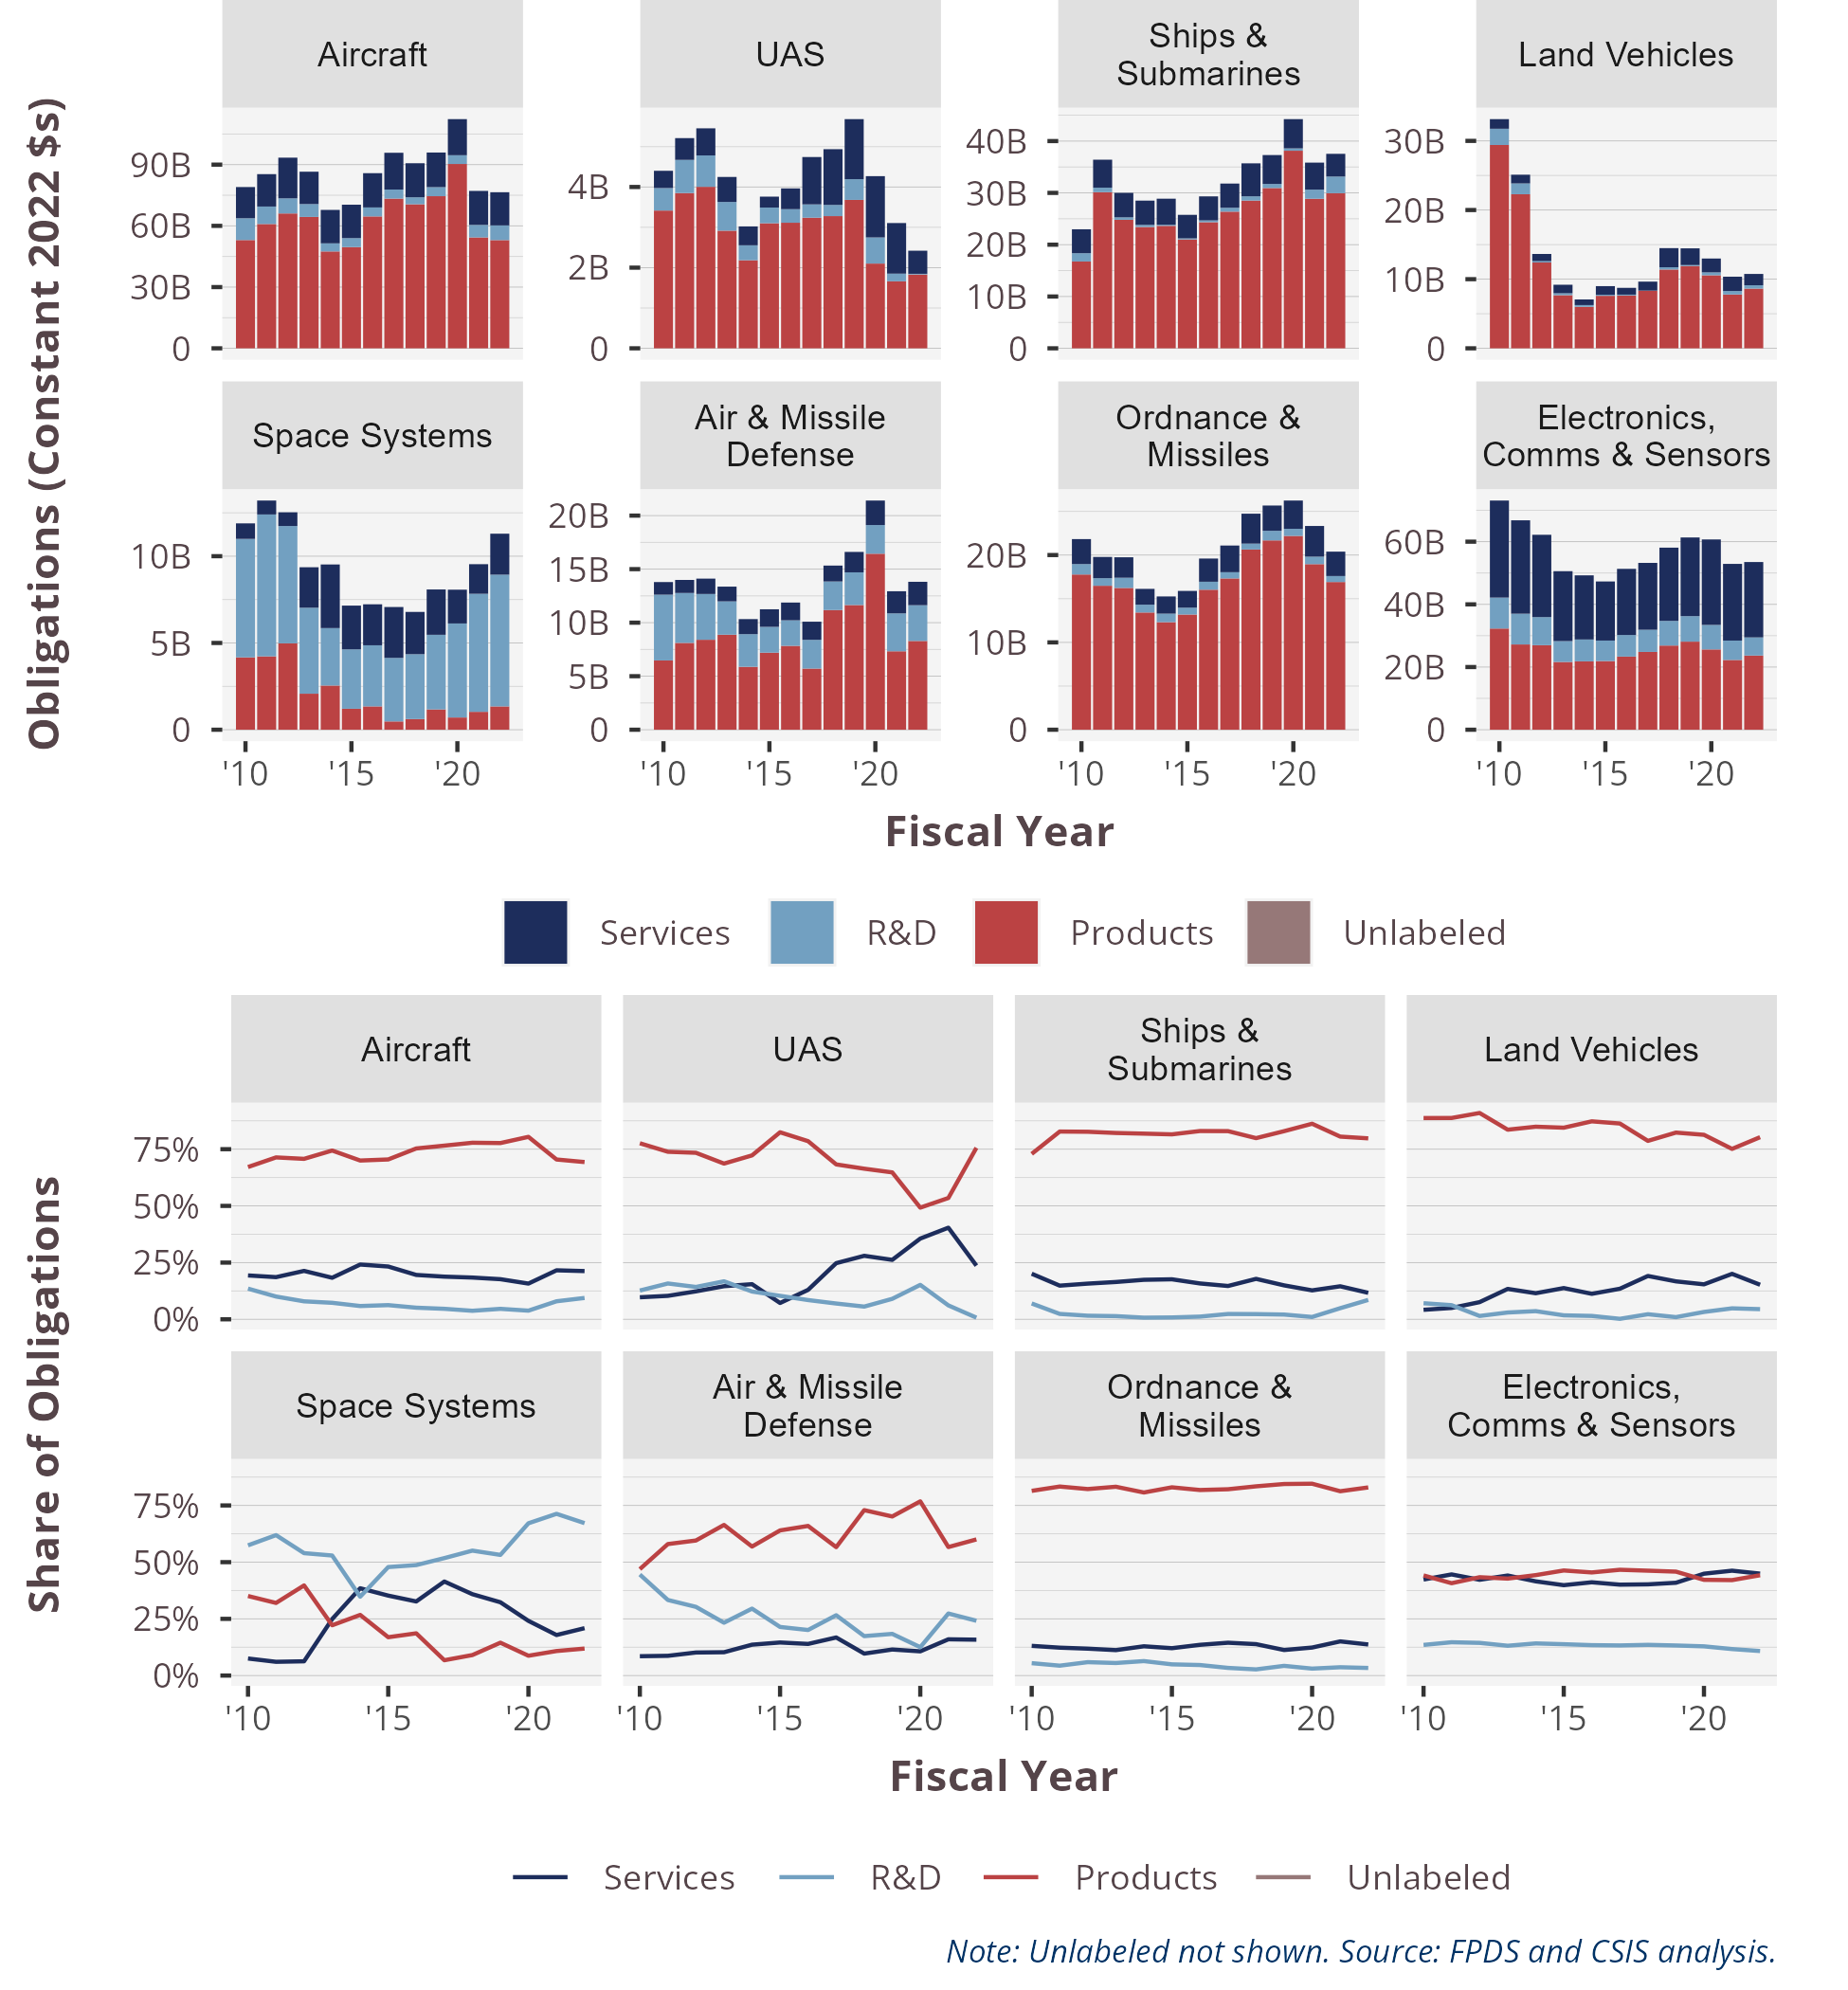 Obligations (Constant 2022 $s)
Aircraft
UAS
Ships &
Submarines
Land Vehicles
90B
60B
30B
0
4B
2B
0
40B
30B
20B
10B
0
30B
20B
10B
0
Space Systems
Air & Missile
Defense
Ordnance &
Missiles
Electronics,
Comms & Sensors
10B
5B
0
20B
15B
10B
5B
0
20B
10B
0
60B
40B
20B
0
'10 '15 '20
'10 '15 '20
'10 '15 '20
'10 '15 '20
Fiscal Year
Services R&D Products Unlabeled
Share of Obligations
Aircraft
UAS
Ships &
Submarines
Land Vehicles
75%
50%
25%
0%
Space Systems
Air & Missile
Defense
Ordnance &
Missiles
Electronics,
Comms & Sensors
75%
50%
25%
0%
'10 '15 '20
'10 '15 '20
'10 '15 '20
'10 '15 '20
Fiscal Year
Services R&D Products Unlabeled
Note: Unlabeled not shown. Source: FPDS and CSIS analysis.